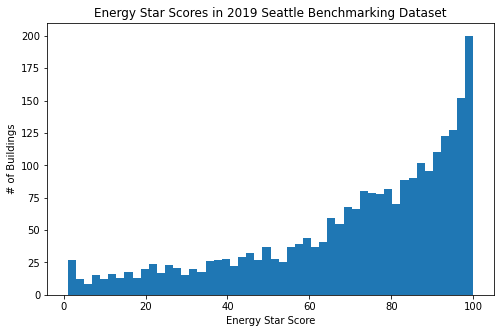 Energy Star Scores in 2019 Seattle Benchmarking Dataset
200
175
150
125
100
75
50
25
0
# of Buildings
0 20 40 60 80 100
Energy Star Score